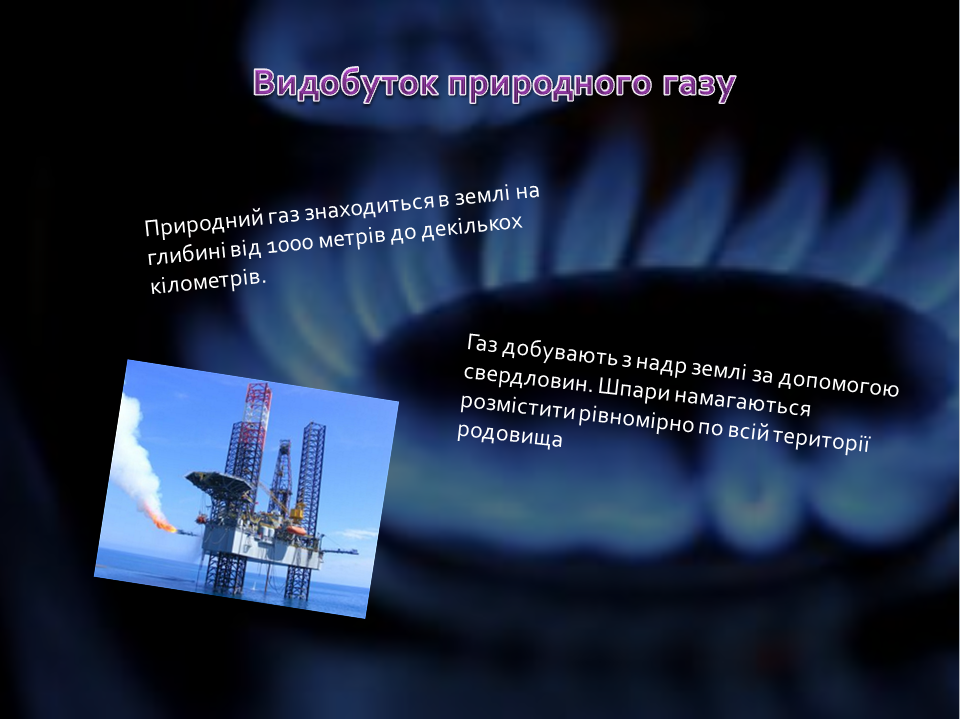 Видобуток природного газу
Природний газ знаходиться в землі на
глибині від 1000 метрів до декількох
кілометрів.
Газ добувають з надр землі за допомогою
свердловин. Шпари намагаються
розмістити рівномірно по всій території
родовища